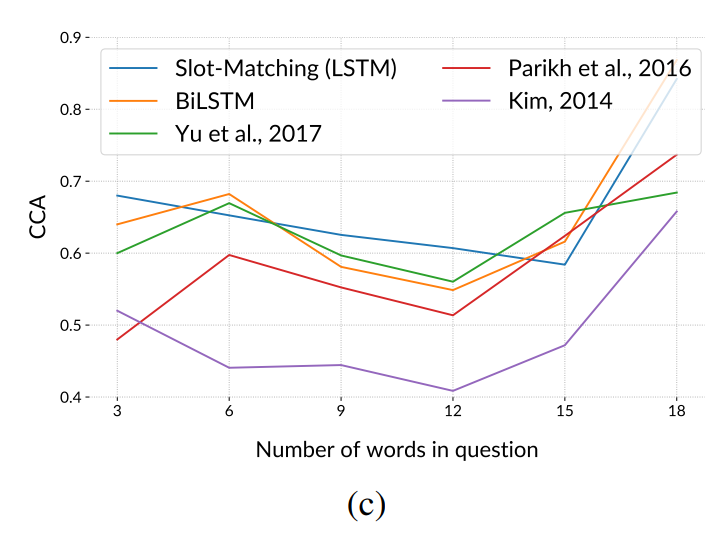 0.9
0.8
0.7
0.6
0.5
0.4
CCA
Slot-Matching (LSTM)
BiLSTM
Yu et al., 2017
Parikh et al., 2016
Kim, 2014
3 6 9 12 15 18
Number of words in question
(c)